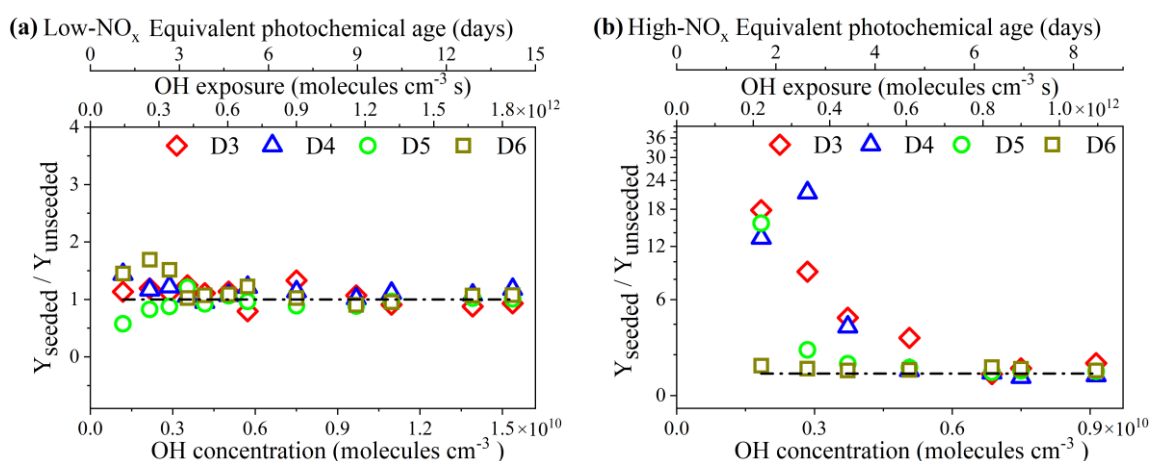 (a) Low-NOx Equivalent photochemical age (days)
0 3 6 9 12 15
OH exposure (molecules cm-3 s)
0.0 0.3 0.6 0.9 1.2 1.8×10^12
D3 D4 D5 D6
Yseeded / Yunseeded
4
3
2
1
0
0.0 0.3 0.6 0.9 1.2 1.5×10^10
OH concentration (molecules cm-3)
(b) High-NOx Equivalent photochemical age (days)
0 2 4 6 8
OH exposure (molecules cm-3 s)
0.0 0.2 0.4 0.6 0.8 1.0×10^12
D3 D4 D5 D6
Yseeded / Yunseeded
36
30
24
18
12
6
0
0.0 0.3 0.6 0.9×10^10
OH concentration (molecules cm-3)